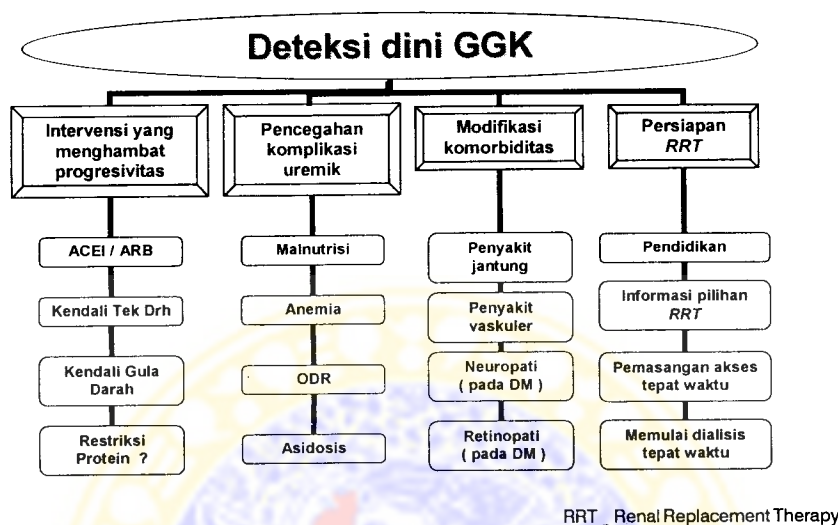 Deteksi dini GGK
Intervensi yang
menghambat
progresivitas
ACEI / ARB
Kendali Tek Drh
Kendali Gula
Darah
Restriksi
Protein ?
Pencegahan
komplikasi
uremik
Malnutrisi
Anemia
ODR
Asidosis
Modifikasi
komorbiditas
Penyakit
jantung
Penyakit
vaskuler
Neuropati
( pada DM )
Retinopati
( pada DM )
Persiapan
RRT
Pendidikan
Informasi pilihan
RRT
Pemasangan akses
tepat waktu
Memulai dialisis
tepat waktu
RRT _ Renal Replacement Therapy